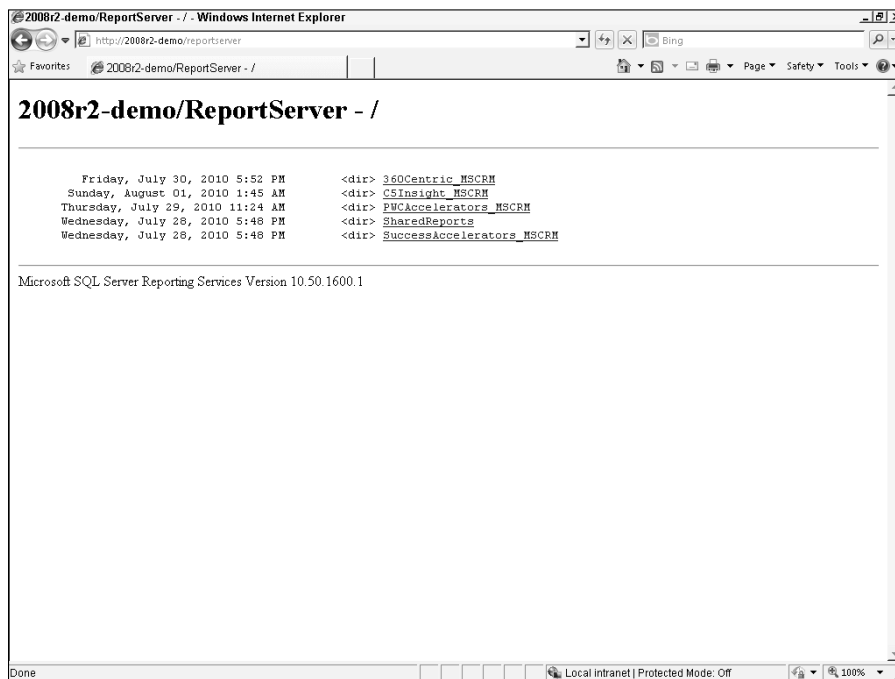 2008r2-demo/ReportServer - / - Windows Internet Explorer
http://2008r2-demo/reportserver
Bing
Favorites 2008r2-demo/ReportServer - / Page Safety Tools
2008r2-demo/ReportServer - /
Friday, July 30, 2010 5:52 PM <dir> 360Centric_MSCRM
Sunday, August 01, 2010 1:45 AM <dir> C5Insight_MSCRM
Thursday, July 29, 2010 11:24 AM <dir> PWCAccelerators_MSCRM
Wednesday, July 28, 2010 5:48 PM <dir> SharedReports
Wednesday, July 28, 2010 5:48 PM <dir> SuccessAccelerators_MSCRM
Microsoft SQL Server Reporting Services Version 10.50.1600.1
Done Local intranet | Protected Mode: Off 100%